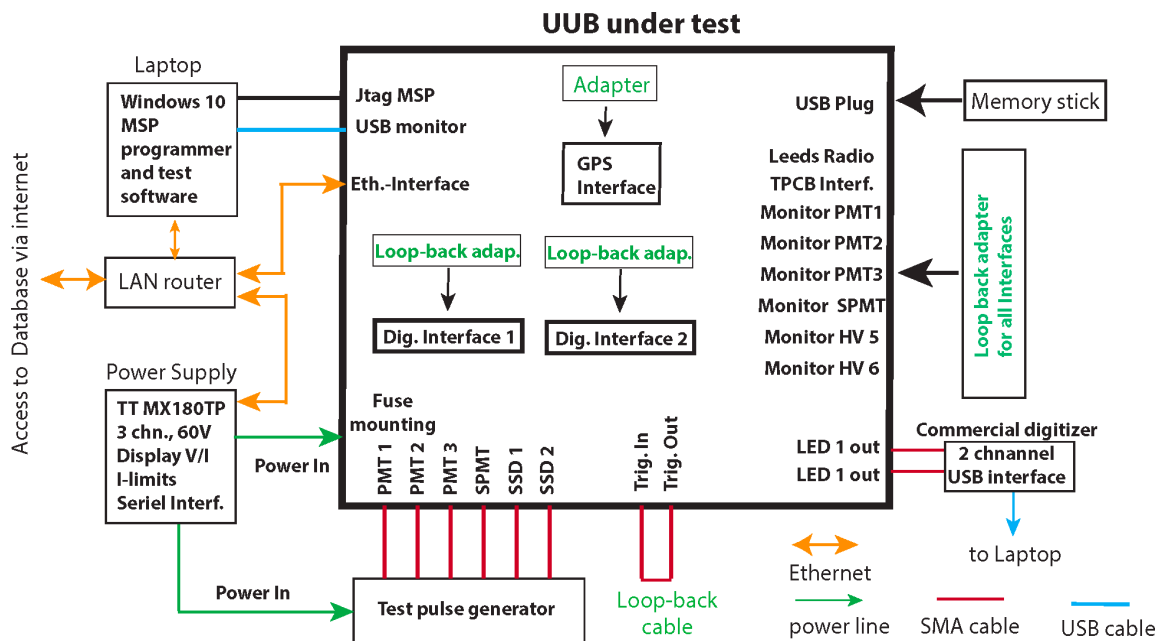 UUB under test
Laptop
Windows 10
MSP
programmer
and test
software
Jtag MSP
USB monitor
Eth.-Interface
Adapter
GPS
Interface
USB Plug
Memory stick
Leeds Radio
TPCB Interf.
Monitor PMT1
Monitor PMT2
Monitor PMT3
Monitor SPMT
Monitor HV 5
Monitor HV 6
Loop back adapter
for all Interfaces
Access to Database via internet
LAN router
Loop-back adap.
Loop-back adap.
Dig. Interface 1
Dig. Interface 2
Power Supply
TT MX180TP
3 chn., 60V
Display V/I
I-limits
Seriel Interf.
Fuse
mounting
Power In
PMT 1
PMT 2
PMT 3
SPMT
SSD 1
SSD 2
Trig. In
Trig. Out
LED 1 out
LED 1 out
Commercial digitizer
2 chnannel
USB interface
to Laptop
Power In
Test pulse generator
Loop-back
cable
Ethernet
power line
SMA cable
USB cable